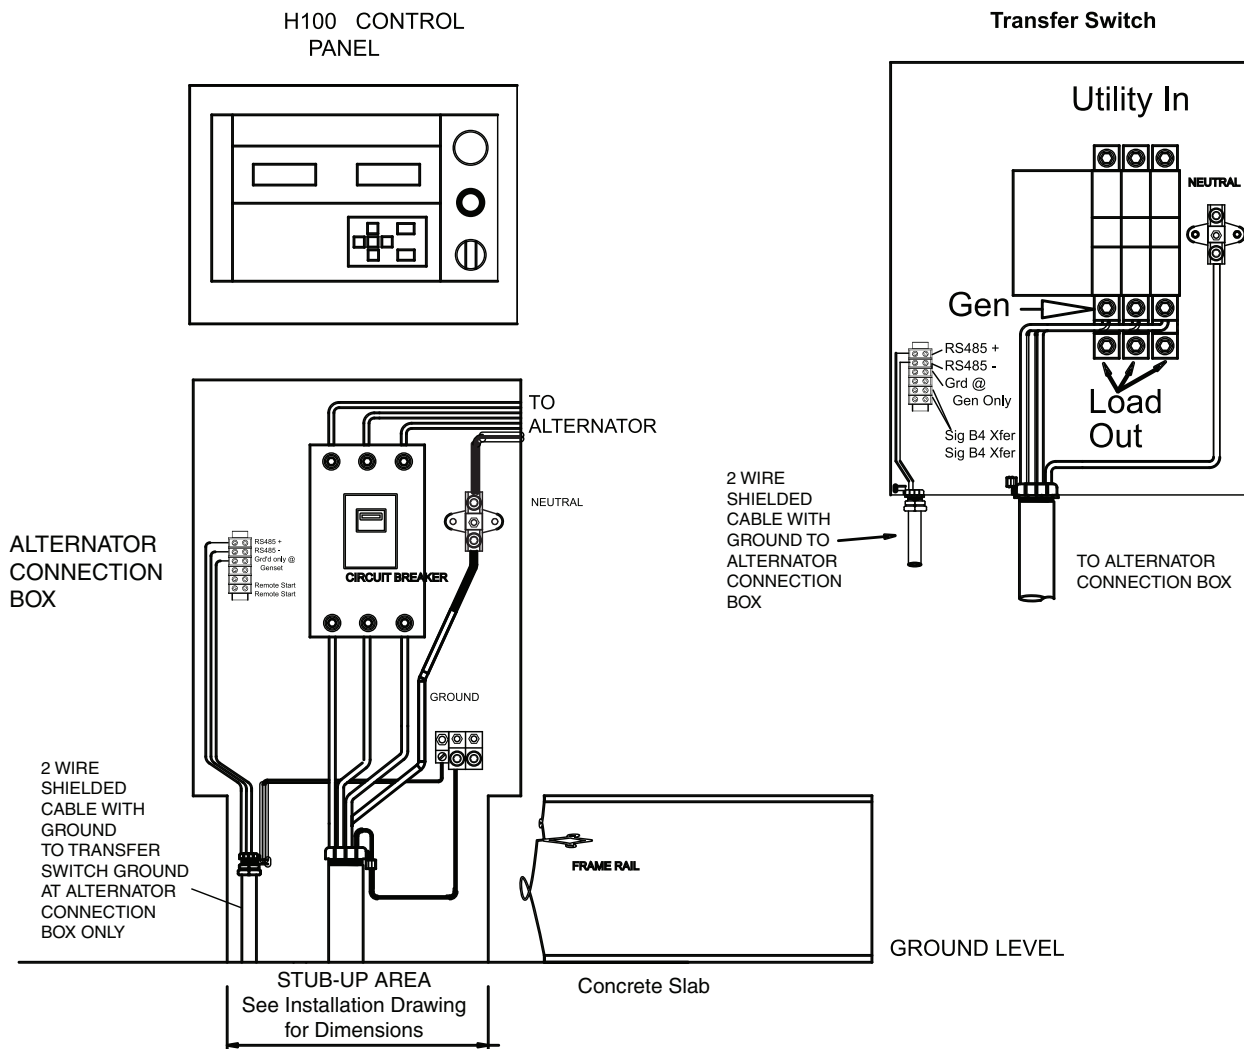 H100 CONTROL
PANEL
Transfer Switch
Utility In
NEUTRAL
Gen
RS485 +
RS485 -
Grd @
Gen Only
Sig B4 Xfer
Sig B4 Xfer
Load
Out
2 WIRE
SHIELDED
CABLE WITH
GROUND TO
ALTERNATOR
CONNECTION
BOX
TO ALTERNATOR
CONNECTION BOX
TO
ALTERNATOR
NEUTRAL
ALTERNATOR
CONNECTION
BOX
RS485 +
RS485 -
Grd'd only @
Genset
Remote Start
Remote Start
CIRCUIT BREAKER
GROUND
2 WIRE
SHIELDED
CABLE WITH
GROUND
TO TRANSFER
SWITCH GROUND
AT ALTERNATOR
CONNECTION
BOX ONLY
FRAME RAIL
GROUND LEVEL
STUB-UP AREA
See Installation Drawing
for Dimensions
Concrete Slab